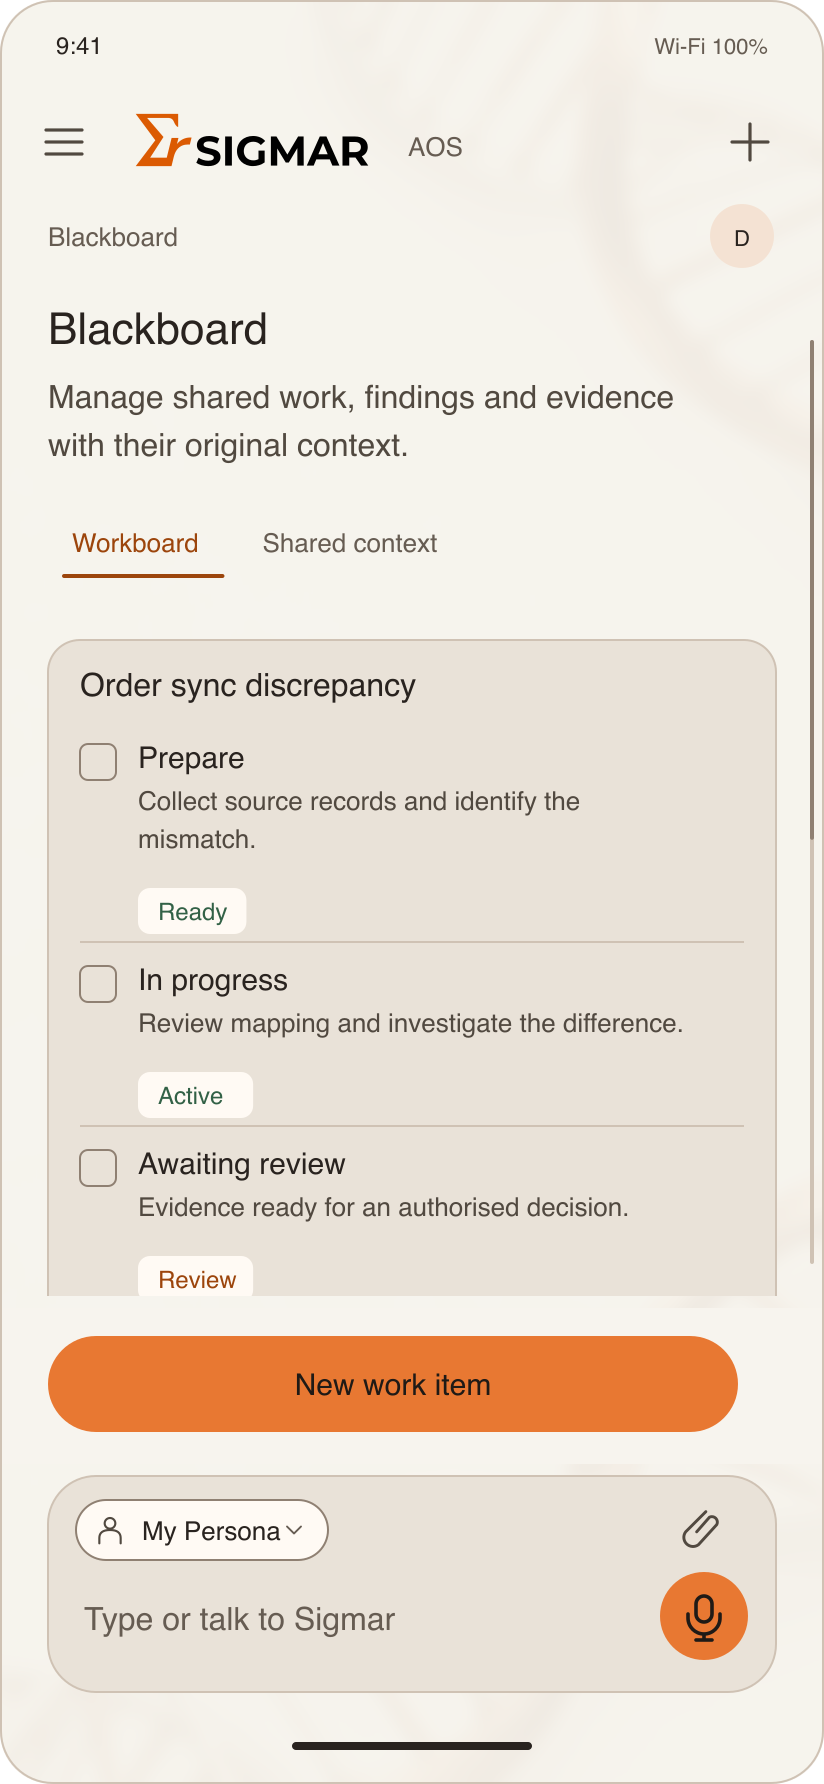 9:41
Wi-Fi 100%
Σr SIGMAR AOS
Blackboard
D
Blackboard
Manage shared work, findings and evidence
with their original context.
Workboard
Shared context
Order sync discrepancy
Prepare
Collect source records and identify the
mismatch.
Ready
In progress
Review mapping and investigate the difference.
Active
Awaiting review
Evidence ready for an authorised decision.
Review
New work item
My Persona
Type or talk to Sigmar